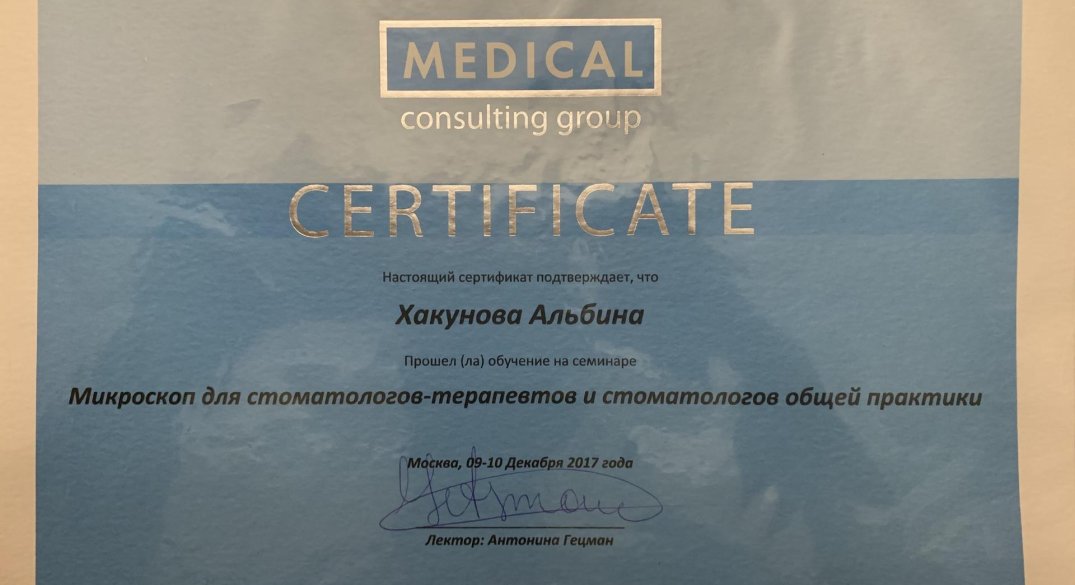 MEDICAL
consulting group
CERTIFICATE
Настоящий сертификат подтверждает, что
Хакунова Альбина
Прошел (ла) обучение на семинаре
Микроскоп для стоматологов-терапевтов и стоматологов общей практики
Москва, 09-10 Декабря 2017 года
Лектор: Антонина Гецман